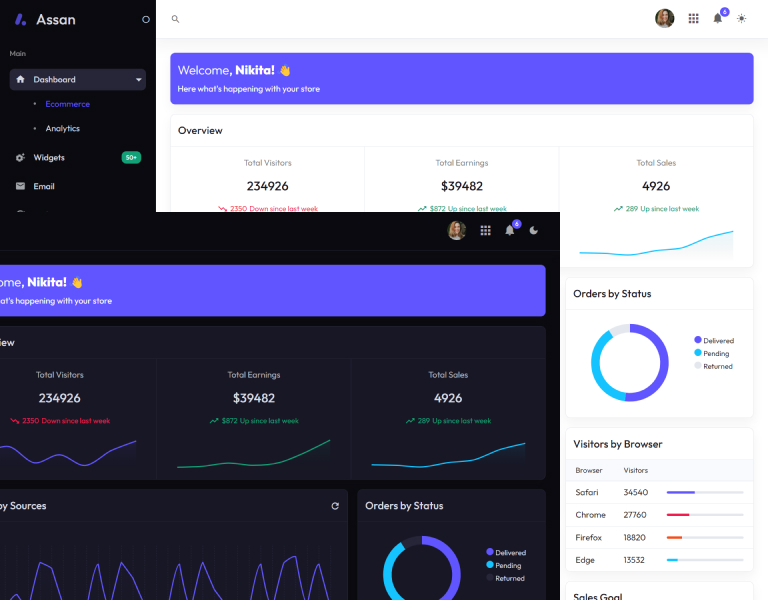 Assan
6
Main
Dashboard
Ecommerce
Analytics
Widgets
50+
Email
Welcome, Nikita! 👋
Here what's happening with your store
Overview
Total Visitors
234926
2350 Down since last week
Total Earnings
$39482
$872 Up since last week
Total Sales
4926
289 Up since last week
Orders by Status
Delivered
Pending
Returned
Visitors by Browser
Browser Visitors
Safari 34540
Chrome 27760
Firefox 18820
Edge 13532
Sales Goal
6
ome, Nikita! 👋
at's happening with your store
iew
Total Visitors
234926
2350 Down since last week
Total Earnings
$39482
$872 Up since last week
Total Sales
4926
289 Up since last week
by Sources
Orders by Status
Delivered
Pending
Returned